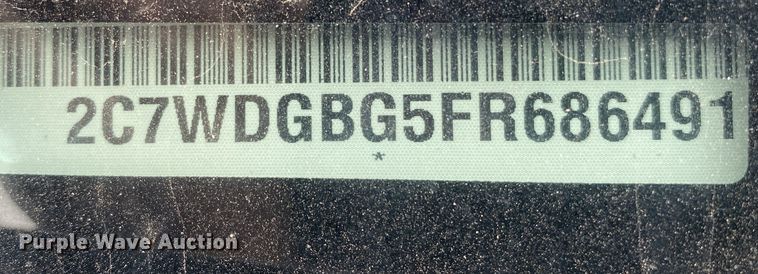 2C7WDGBG5FR686491
*
Purple Wave Auction